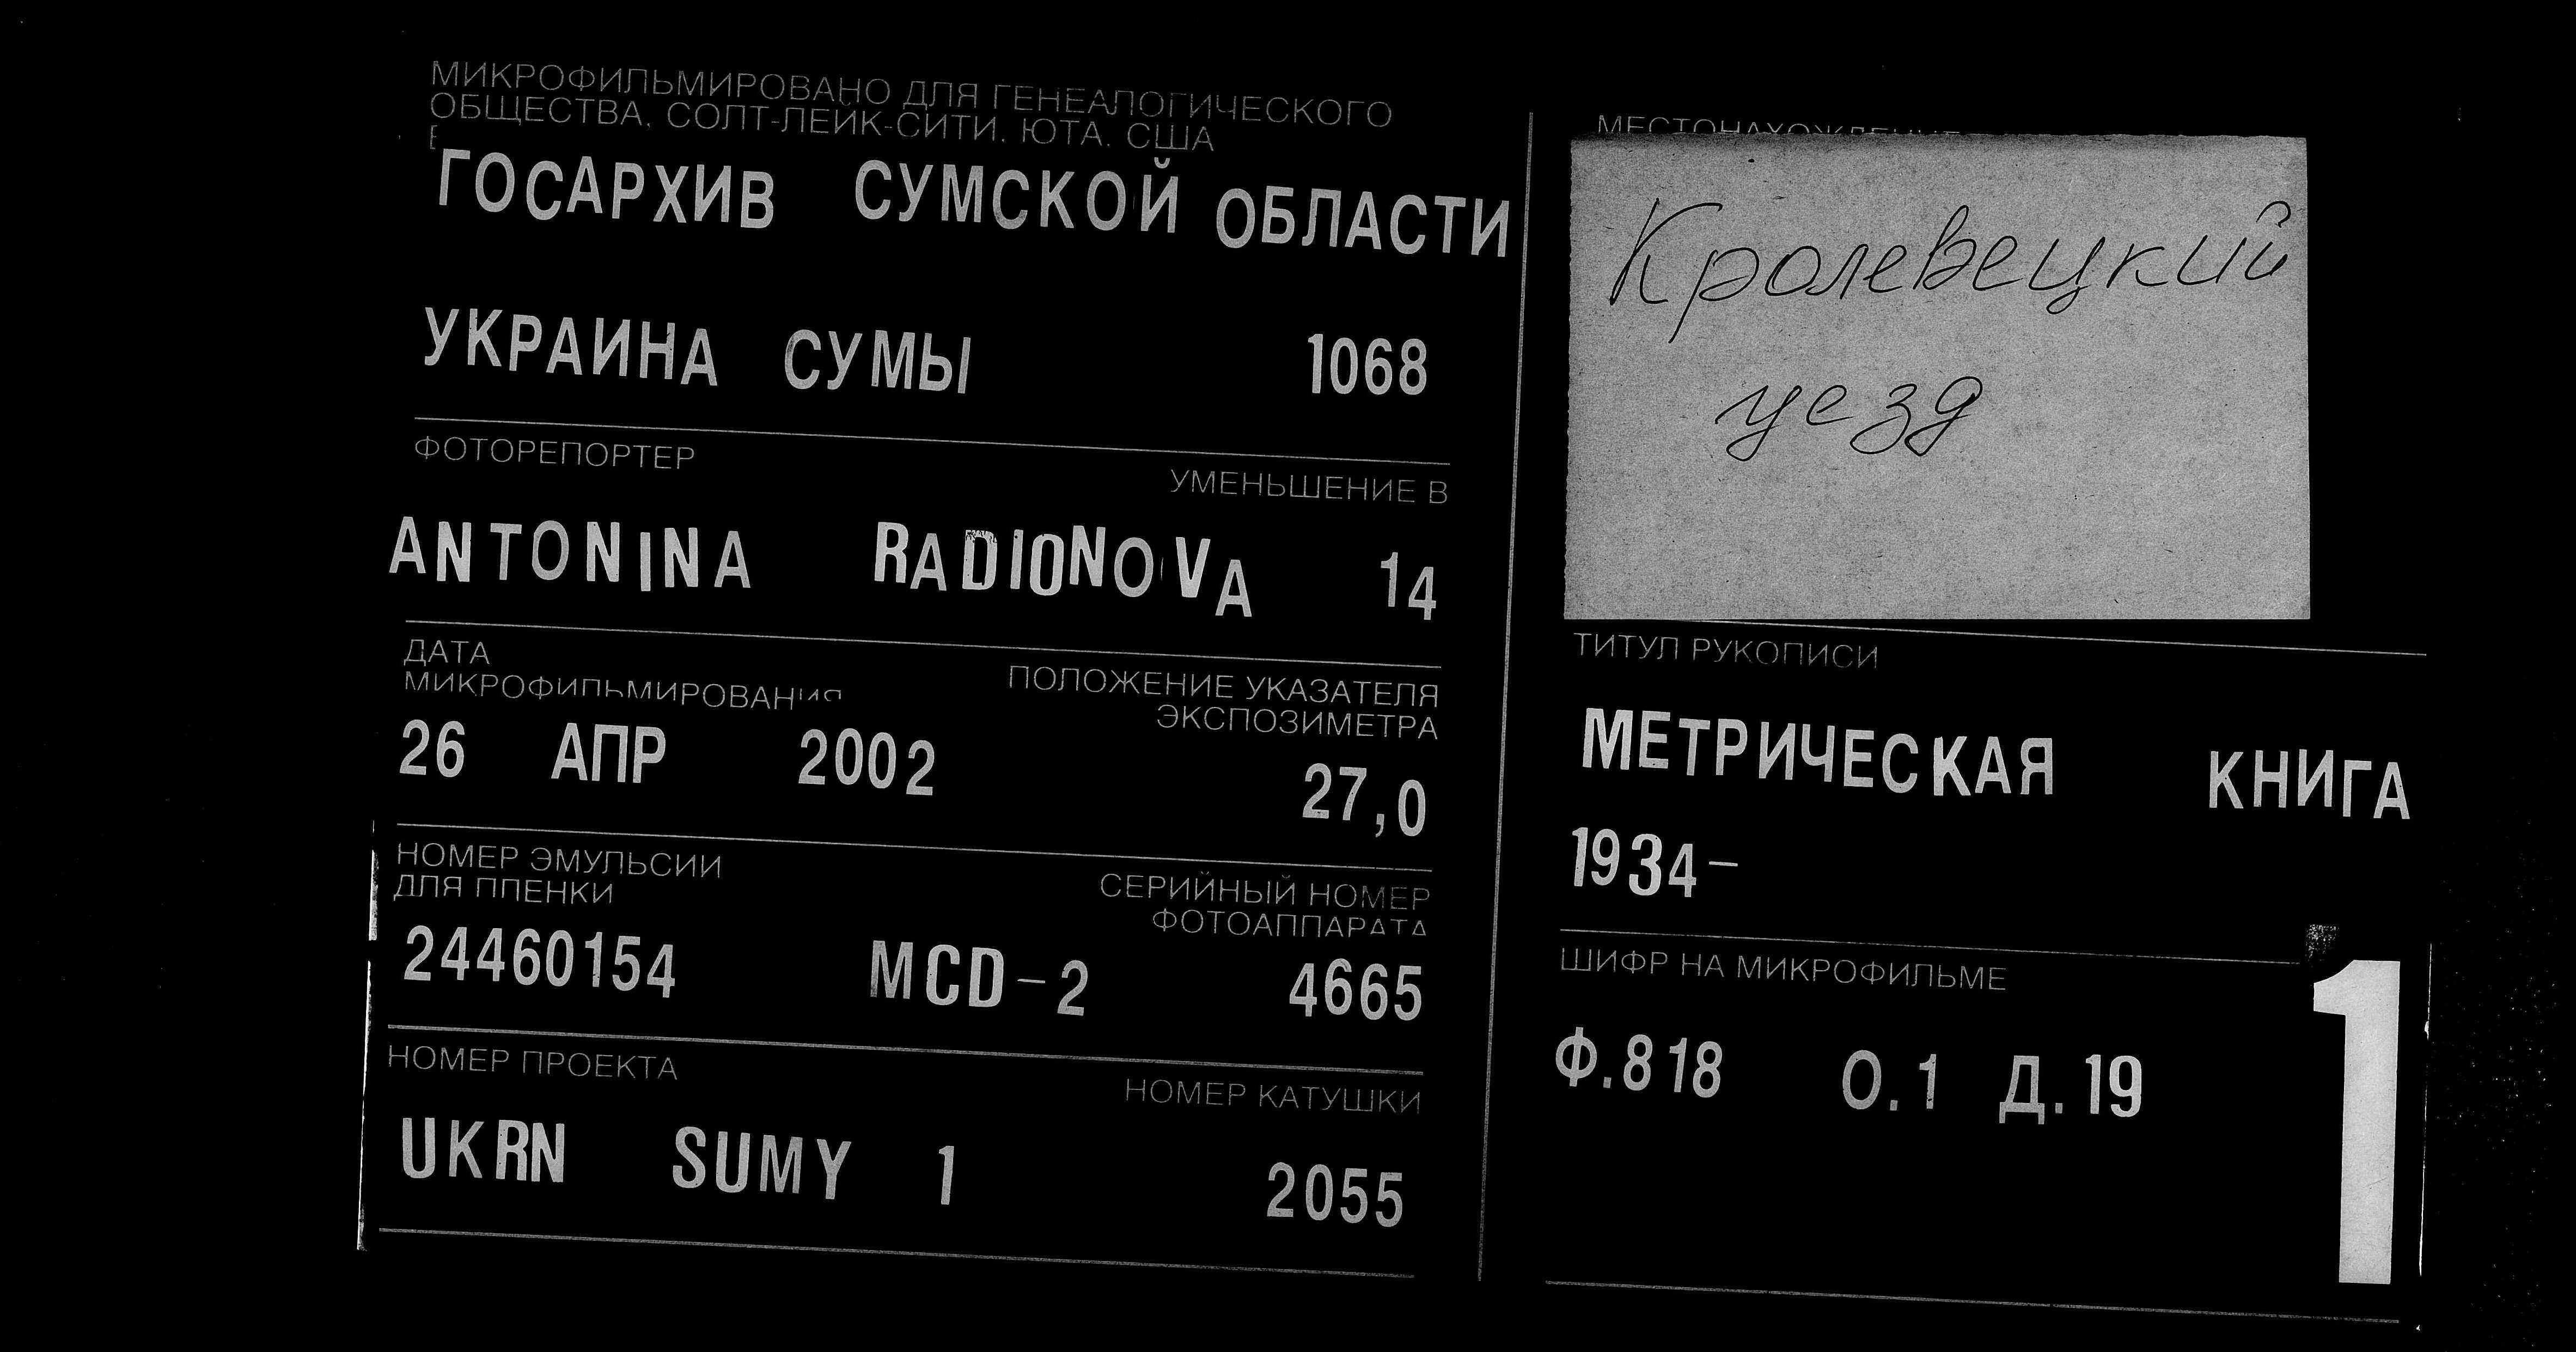 МИКРОФИЛЬМИРОВАНО ДЛЯ ГЕНЕАЛОГИЧЕСКОГО
ОБЩЕСТВА, СОЛТ-ЛЕЙК-СИТИ, ЮТА, США
ГОСАРХИВ СУМСКОЙ ОБЛАСТИ
УКРАИНА СУМЫ 1068
ФОТОРЕПОРТЕР УМЕНЬШЕНИЕ В
ANTONINA RADIONOVA 14
ДАТА
МИКРОФИЛЬМИРОВАНИЯ
ПОЛОЖЕНИЕ УКАЗАТЕЛЯ
ЭКСПОЗИМЕТРА
26 АПР 2002 27,0
НОМЕР ЭМУЛЬСИИ
ДЛЯ ПЛЕНКИ
СЕРИЙНЫЙ НОМЕР
ФОТОАППАРАТА
24460154 MCD-2 4665
НОМЕР ПРОЕКТА НОМЕР КАТУШКИ
UKRN SUMY 1 2055
МЕСТОНАХОЖДЕНИЕ
Кролевецкий
уезд
ТИТУЛ РУКОПИСИ
МЕТРИЧЕСКАЯ КНИГА
1934-
ШИФР НА МИКРОФИЛЬМЕ
Ф.818 О.1 Д.19
1